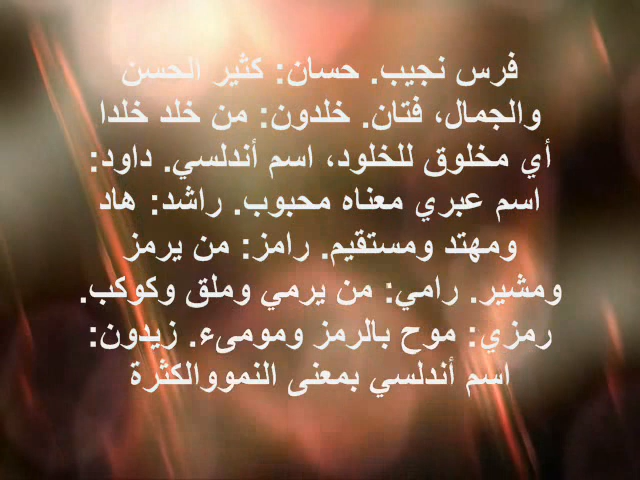 فرس نجيب. حسان: كثير الحسن
والجمال، فتان. خلدون: من خلد خلدا
أي مخلوق للخلود، اسم أندلسي. داود:
اسم عبري معناه محبوب. راشد: هاد
ومهتد ومستقيم. رامز: من يرمز
ومشير. رامي: من يرمي وملق وكوكب.
رمزي: موح بالرمز ومومىء. زيدون:
اسم أندلسي بمعنى النمووالكثرة